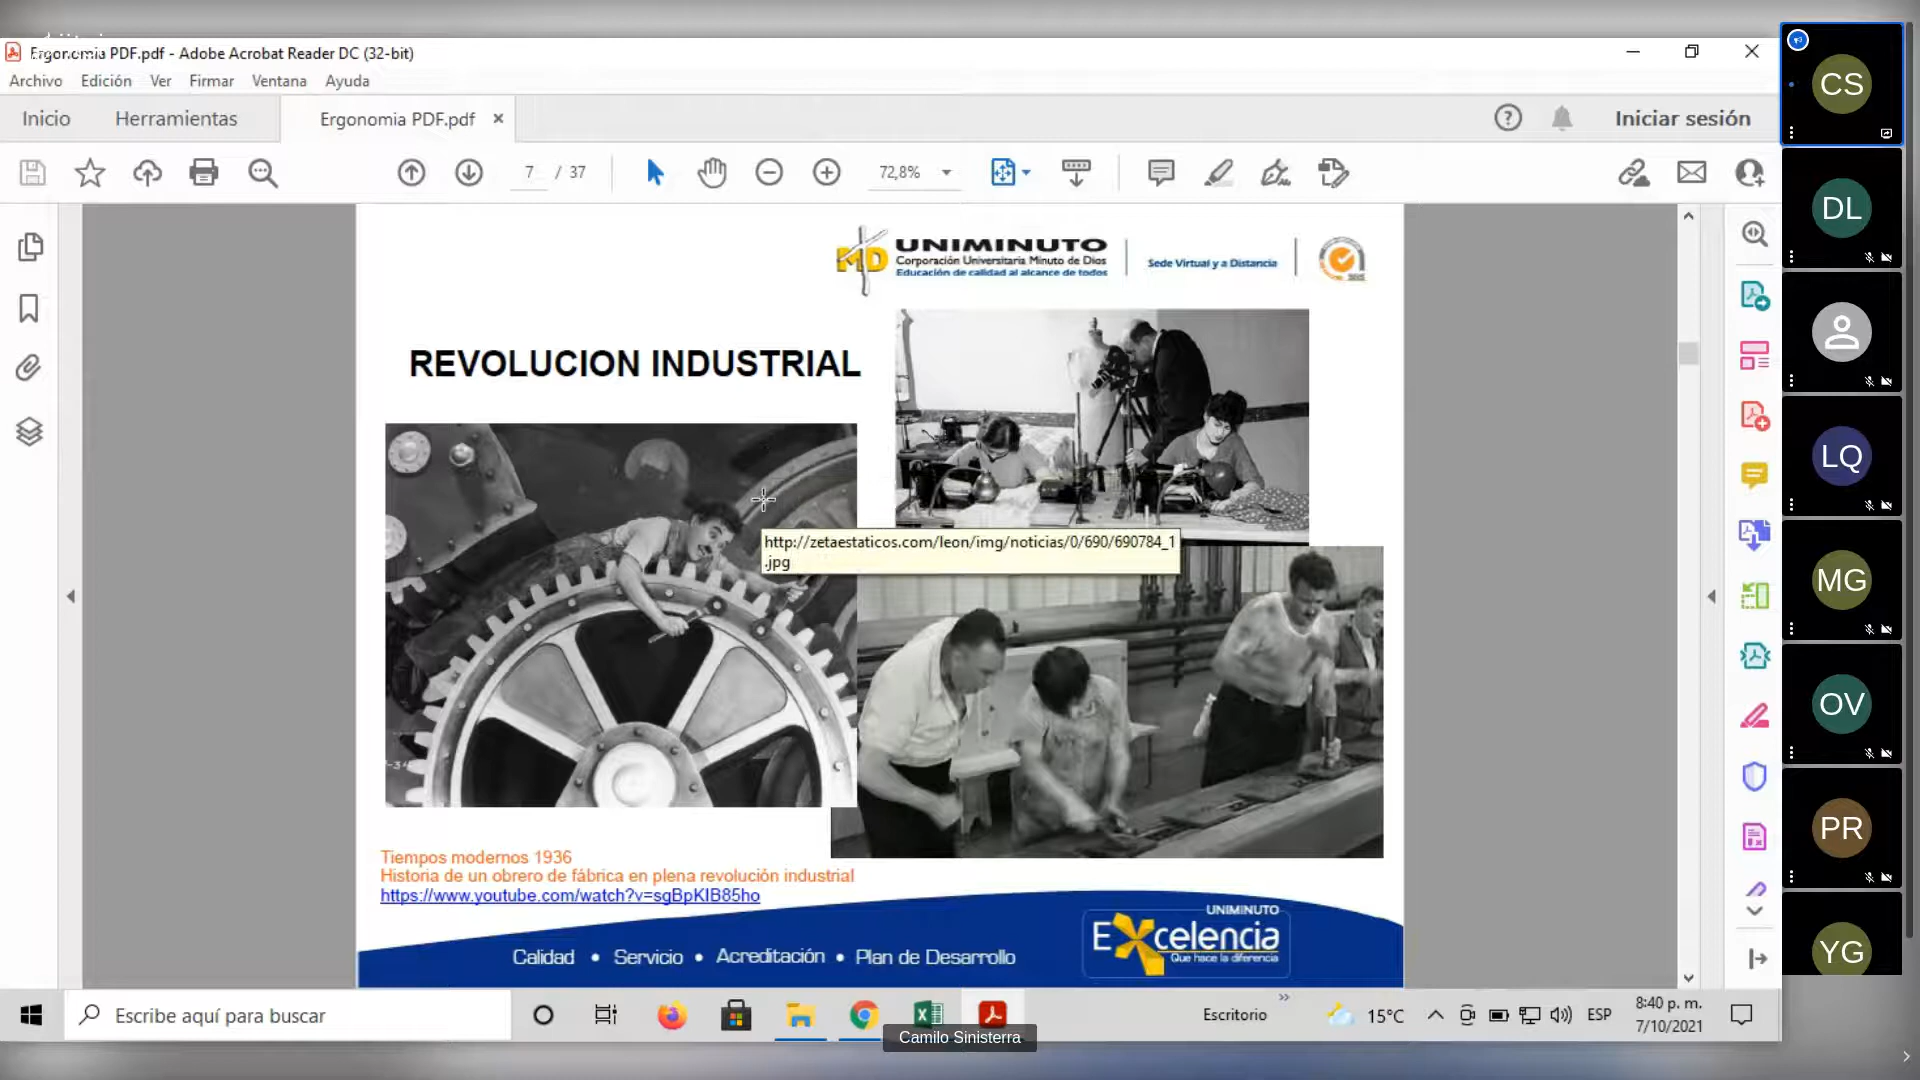 Ergonomia PDF.pdf - Adobe Acrobat Reader DC (32-bit)
Archivo Edición Ver Firmar Ventana Ayuda
Inicio Herramientas Ergonomia PDF.pdf × Iniciar sesión
7 / 37 72,8%
CS
DL
LQ
MG
OV
PR
YG
MD UNIMINUTO
Corporación Universitaria Minuto de Dios
Educación de calidad al alcance de todos
Sede Virtual y a Distancia
REVOLUCION INDUSTRIAL
http://zetaestaticos.com/leon/img/noticias/0/690/690784_1
.jpg
Tiempos modernos 1936
Historia de un obrero de fábrica en plena revolución industrial
https://www.youtube.com/watch?v=sgBpKIB85ho
Calidad • Servicio • Acreditación • Plan de Desarrollo
UNIMINUTO
Excelencia
Que hace la diferencia
Escribe aquí para buscar
Escritorio
15°C
ESP
8:40 p. m.
7/10/2021
Camilo Sinisterra